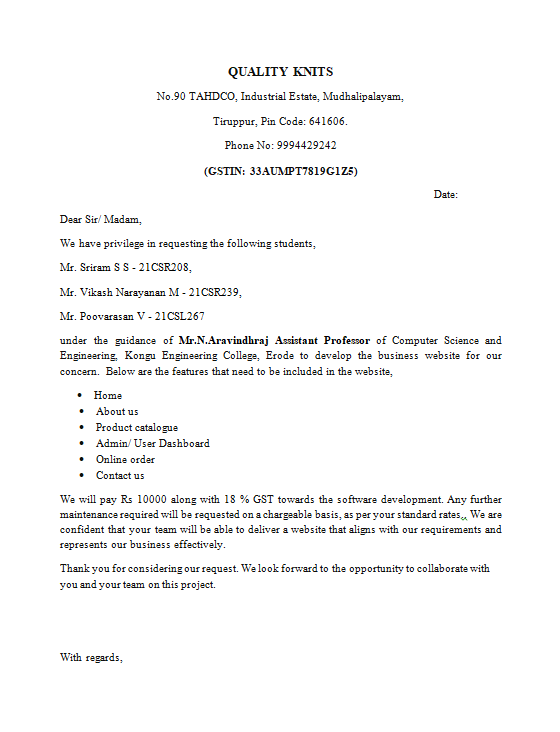 QUALITY KNITS
No.90 TAHDCO, Industrial Estate, Mudhalipalayam,
Tiruppur, Pin Code: 641606.
Phone No: 9994429242
(GSTIN: 33AUMPT7819G1Z5)
Date:
Dear Sir/ Madam,
We have privilege in requesting the following students,
Mr. Sriram S S - 21CSR208,
Mr. Vikash Narayanan M - 21CSR239,
Mr. Poovarasan V - 21CSL267
under the guidance of Mr.N.Aravindhraj Assistant Professor of Computer Science and
Engineering, Kongu Engineering College, Erode to develop the business website for our
concern. Below are the features that need to be included in the website,
• Home
• About us
• Product catalogue
• Admin/ User Dashboard
• Online order
• Contact us
We will pay Rs 10000 along with 18 % GST towards the software development. Any further
maintenance required will be requested on a chargeable basis, as per your standard rates.. We are
confident that your team will be able to deliver a website that aligns with our requirements and
represents our business effectively.
Thank you for considering our request. We look forward to the opportunity to collaborate with
you and your team on this project.
With regards,